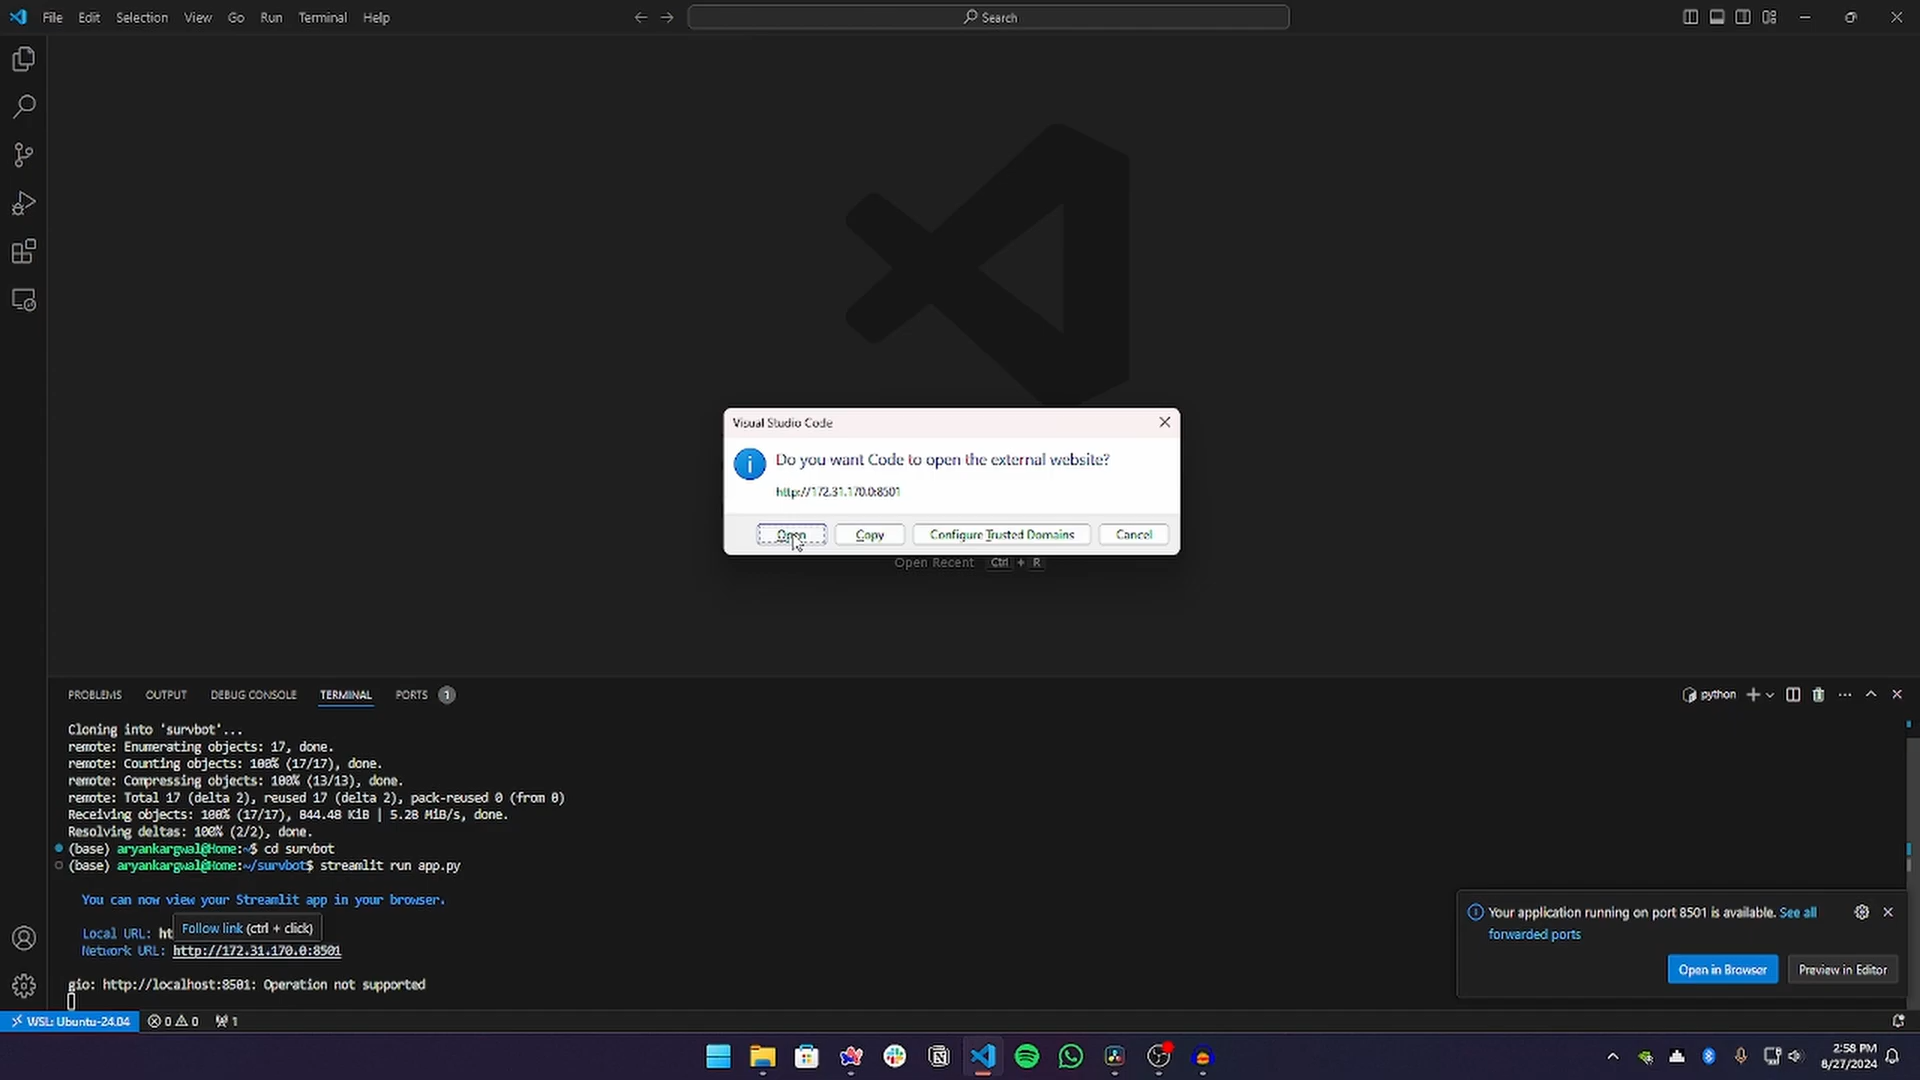 File Edit Selection View Go Run Terminal Help
Search
Visual Studio Code
Do you want Code to open the external website?
http://172.31.170.0:8501
Open Copy Configure Trusted Domains Cancel
Open Recent Ctrl + R
PROBLEMS OUTPUT DEBUG CONSOLE TERMINAL PORTS 1
python
Cloning into 'survbot'...
remote: Enumerating objects: 17, done.
remote: Counting objects: 100% (17/17), done.
remote: Compressing objects: 100% (13/13), done.
remote: Total 17 (delta 2), reused 17 (delta 2), pack-reused 0 (from 0)
Receiving objects: 100% (17/17), 844.48 KiB | 5.28 MiB/s, done.
Resolving deltas: 100% (2/2), done.
(base) aryankargwal@Home:~$ cd survbot
(base) aryankargwal@Home:~/survbot$ streamlit run app.py
You can now view your Streamlit app in your browser.
Follow link (ctrl + click)
Local URL: ht
Network URL: http://172.31.170.0:8501
gio: http://localhost:8501: Operation not supported
Your application running on port 8501 is available. See all
forwarded ports
Open in Browser Preview in Editor
WSL: Ubuntu-24.04 0 0 1
2:58 PM
8/27/2024